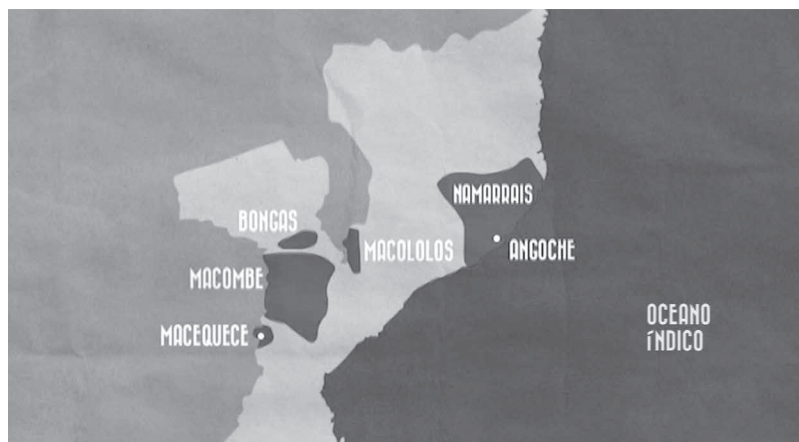 NAMARRAIS
BONGAS
MACOLOLOS
ANGOCHE
MACOMBE
OCEANO
ÍNDICO
MACEQUECE